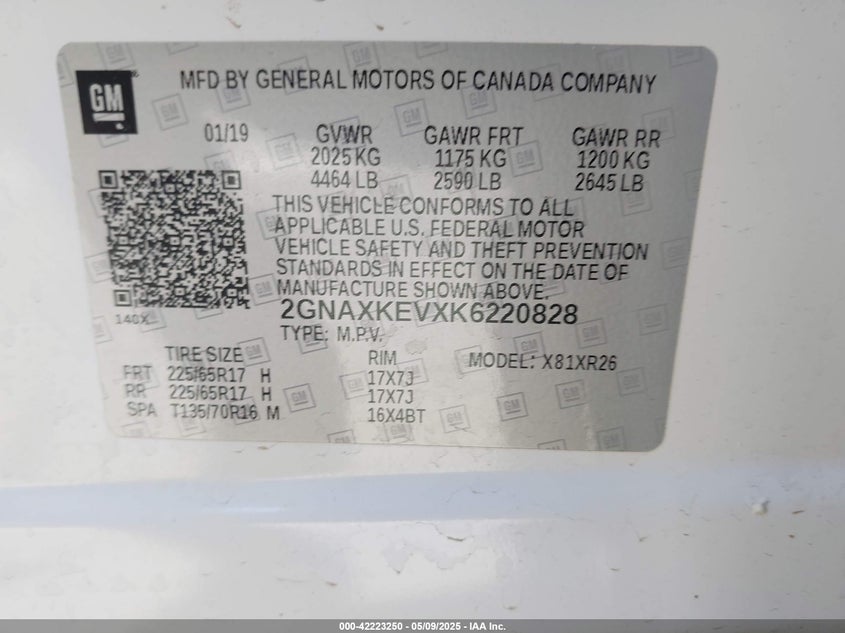 GM
MFD BY GENERAL MOTORS OF CANADA COMPANY
01/19 GVWR GAWR FRT GAWR RR
2025 KG 1175 KG 1200 KG
4464 LB 2590 LB 2645 LB
THIS VEHICLE CONFORMS TO ALL
APPLICABLE U.S. FEDERAL MOTOR
VEHICLE SAFETY AND THEFT PREVENTION
STANDARDS IN EFFECT ON THE DATE OF
MANUFACTURE SHOWN ABOVE.
140X
2GNAXKEVXK6220828
TYPE: M.P.V.
TIRE SIZE RIM MODEL: X81XR26
FRT 225/65R17 H 17X7J
RR 225/65R17 H 17X7J
SPA T135/70R16 M 16X4BT
000-42223250 - 05/09/2025 - IAA Inc.